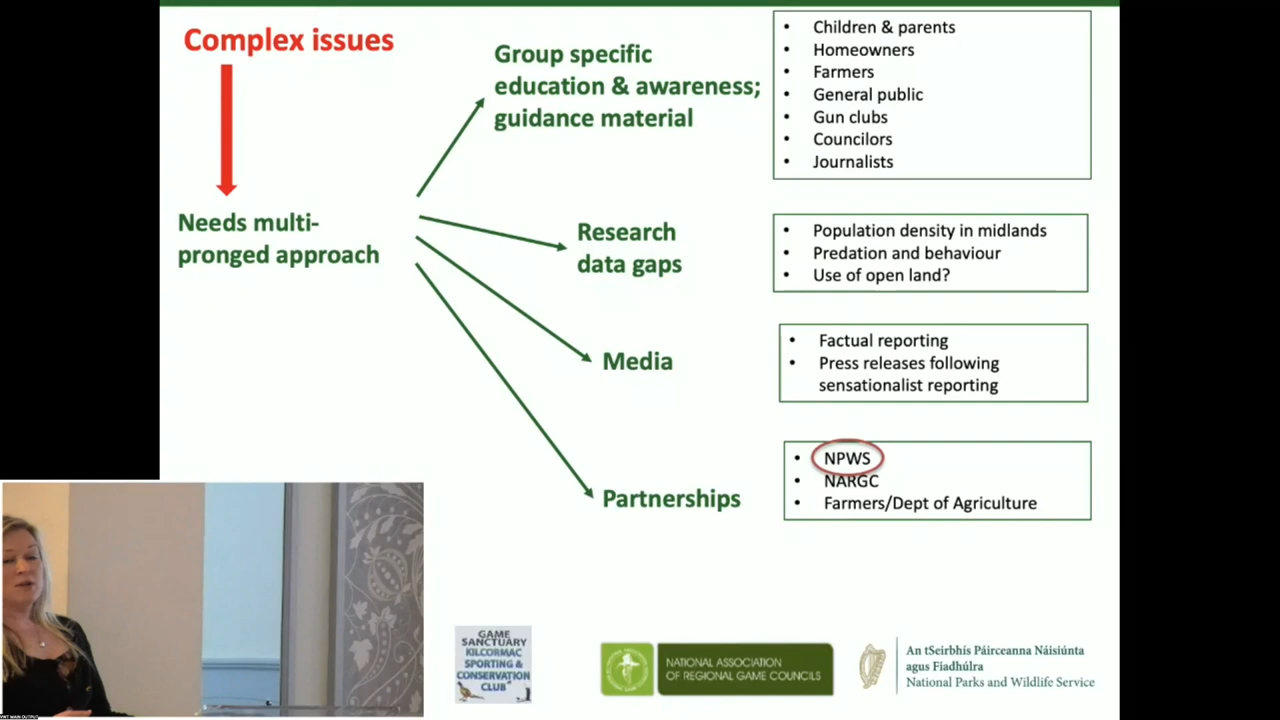 Complex issues
Needs multi-
pronged approach
Group specific
education & awareness;
guidance material
• Children & parents
• Homeowners
• Farmers
• General public
• Gun clubs
• Councilors
• Journalists
Research
data gaps
• Population density in midlands
• Predation and behaviour
• Use of open land?
Media
• Factual reporting
• Press releases following
sensationalist reporting
Partnerships
• NPWS
• NARGC
• Farmers/Dept of Agriculture
GAME
SANCTUARY
KILCORMAC
SPORTING &
CONSERVATION
CLUB
NATIONAL ASSOCIATION
OF REGIONAL GAME COUNCILS
An tSeirbhís Páirceanna Náisiúnta
agus Fiadhúlra
National Parks and Wildlife Service
VWT MAIN OUTPUT